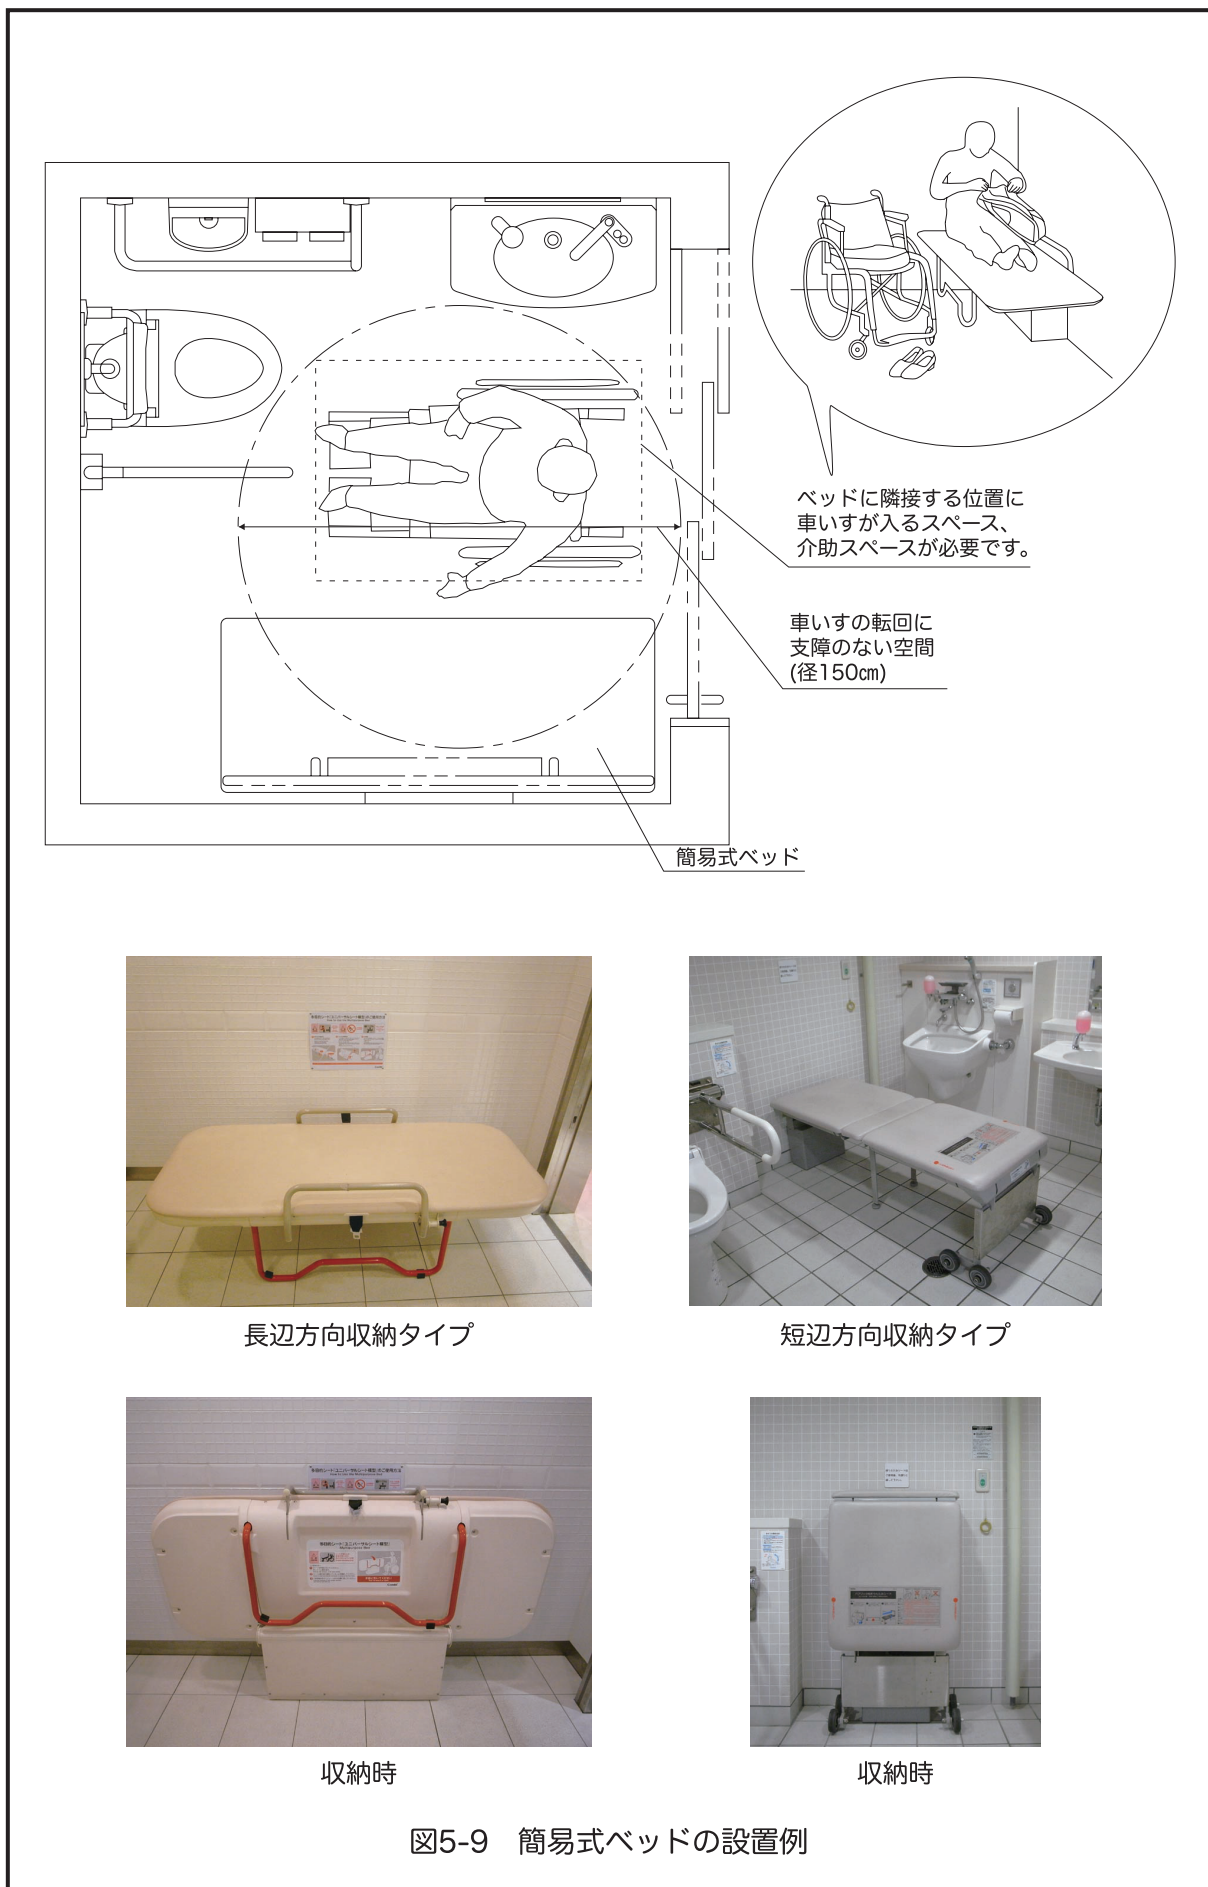 ベッドに隣接する位置に
車いすが入るスペース、
介助スペースが必要です。
車いすの転回に
支障のない空間
(径150㎝)
簡易式ベッド
長辺方向収納タイプ
短辺方向収納タイプ
収納時
収納時
図5-9　簡易式ベッドの設置例